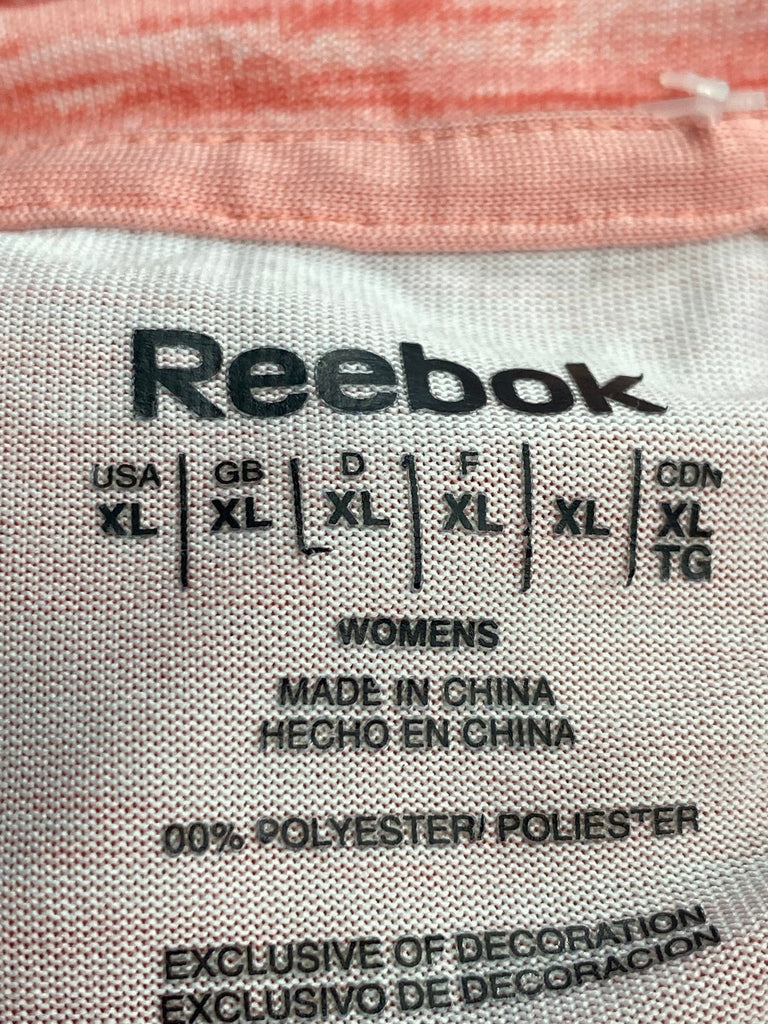 Reebok
USA GB D F CDN
XL XL XL XL XL XL
TG
WOMENS
MADE IN CHINA
HECHO EN CHINA
00% POLYESTER/ POLIESTER
EXCLUSIVE OF DECORATION
EXCLUSIVO DE DECORACION